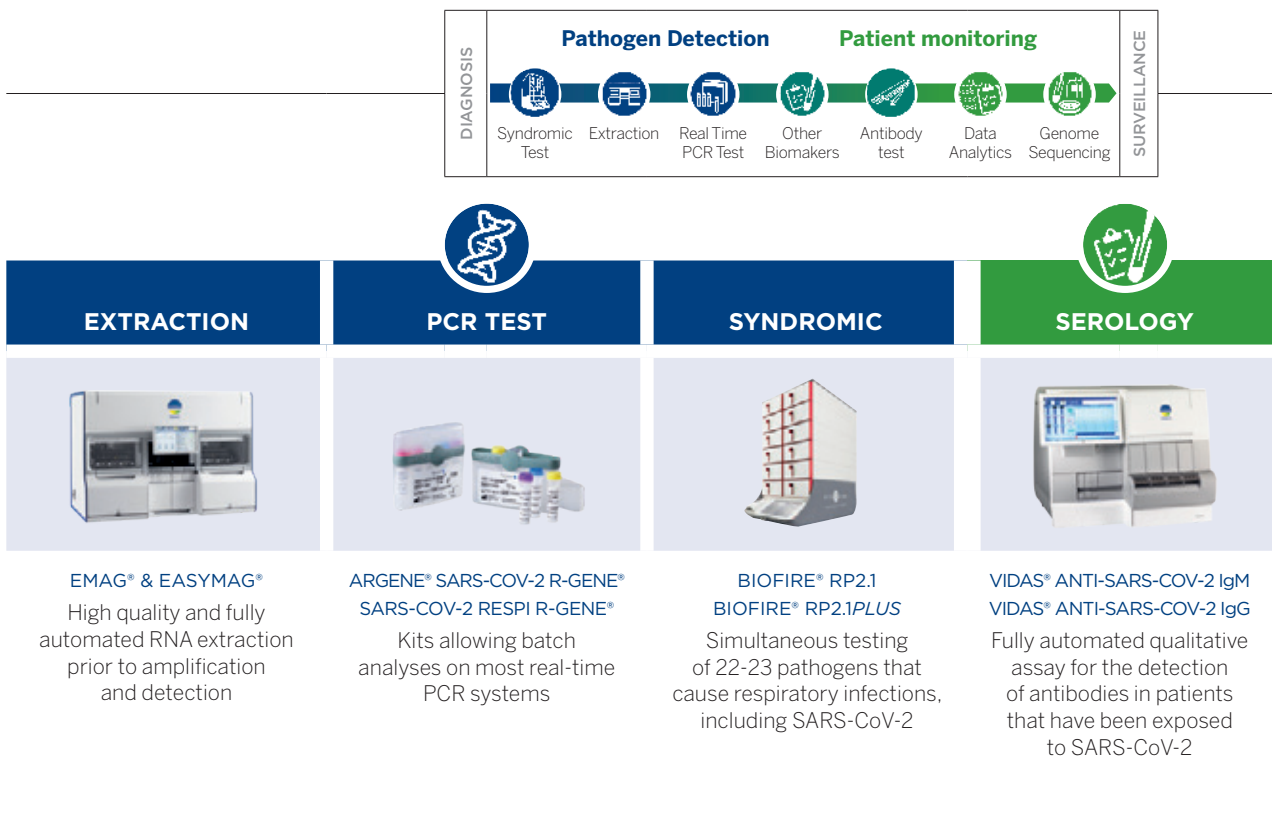 DIAGNOSIS
Pathogen Detection
Patient monitoring
Syndromic
Test
Extraction
Real Time
PCR Test
Other
Biomakers
Antibody
test
Data
Analytics
Genome
Sequencing
SURVEILLANCE
EXTRACTION
EMAG® & EASYMAG®
High quality and fully
automated RNA extraction
prior to amplification
and detection
PCR TEST
ARGENE® SARS-COV-2 R-GENE®
SARS-COV-2 RESPI R-GENE®
Kits allowing batch
analyses on most real-time
PCR systems
SYNDROMIC
BIOFIRE® RP2.1
BIOFIRE® RP2.1PLUS
Simultaneous testing
of 22-23 pathogens that
cause respiratory infections,
including SARS-CoV-2
SEROLOGY
VIDAS® ANTI-SARS-COV-2 IgM
VIDAS® ANTI-SARS-COV-2 IgG
Fully automated qualitative
assay for the detection
of antibodies in patients
that have been exposed
to SARS-CoV-2